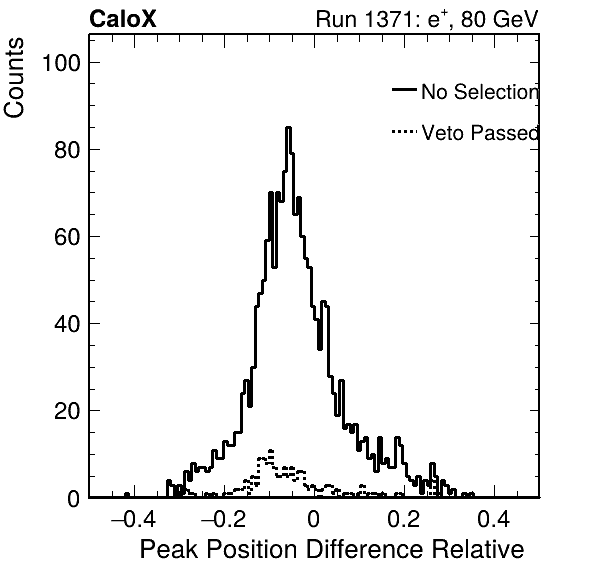 CaloX
Run 1371: e+, 80 GeV
Counts
100
80
60
40
20
0
No Selection
Veto Passed
−0.4
−0.2
0
0.2
0.4
Peak Position Difference Relative